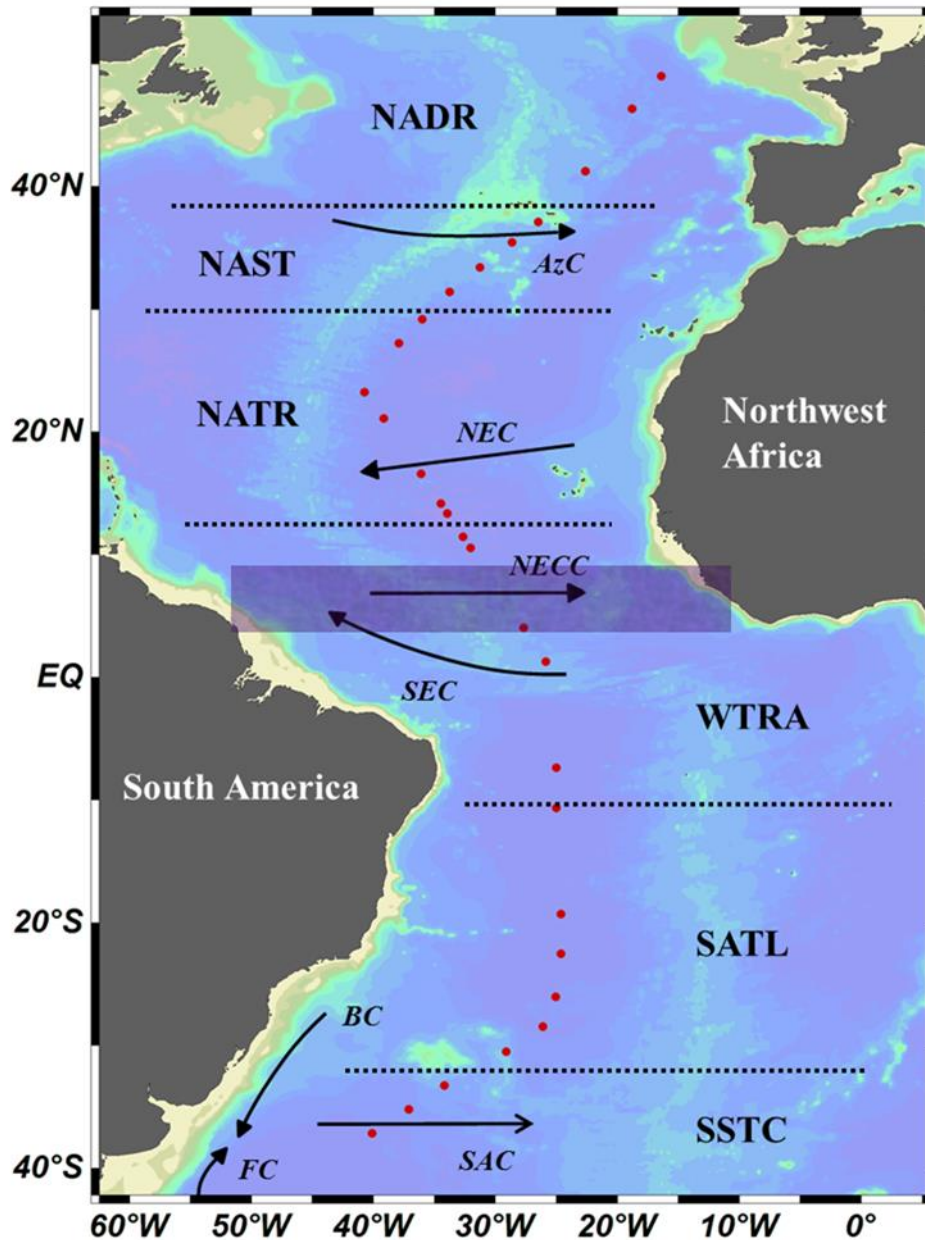 NADR
40°N
AzC
NAST
NATR
Northwest
Africa
20°N
NEC
NECC
EQ
SEC
WTRA
South America
20°S
SATL
BC
SSTC
FC
SAC
40°S
60°W
50°W
40°W
30°W
20°W
10°W
0°